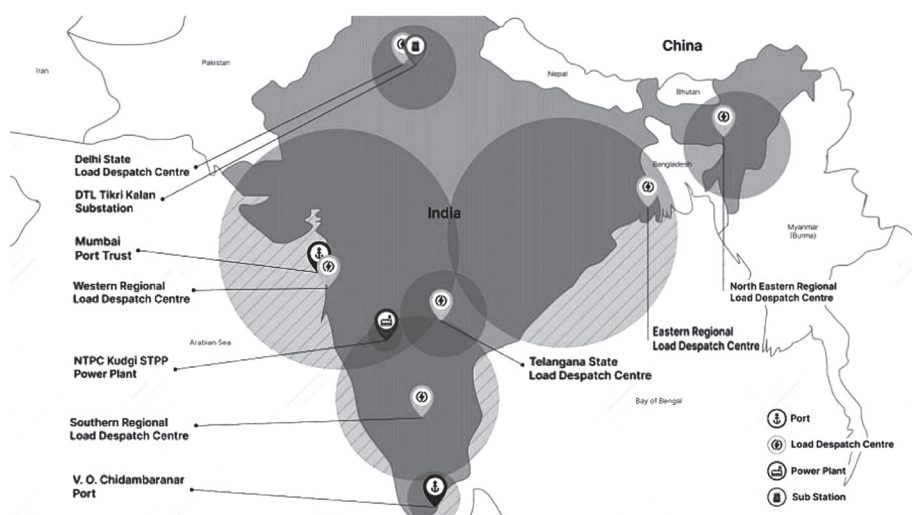 China
Iran
Pakistan
Nepal
Bhutan
Delhi State
Load Despatch Centre
Bangladesh
DTL Tikri Kalan
Substation
India
Myanmar
(Burma)
Mumbai
Port Trust
Western Regional
Load Despatch Centre
North Eastern Regional
Load Despatch Centre
Eastern Regional
Load Despatch Centre
Arabian Sea
NTPC Kudgi STPP
Power Plant
Telangana State
Load Despatch Centre
Bay of Bengal
Southern Regional
Load Despatch Centre
V. O. Chidambaranar
Port
Port
Load Despatch Centre
Power Plant
Sub Station